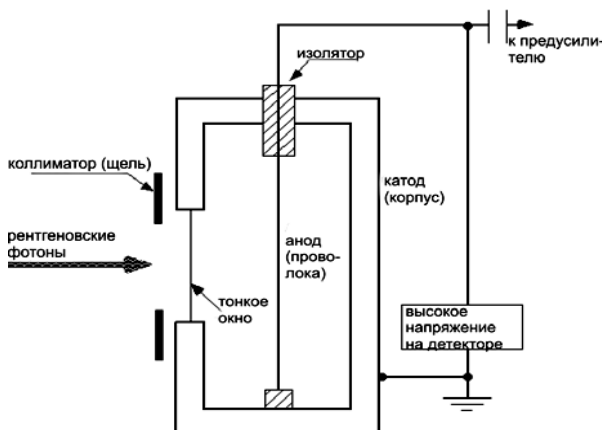 к предусили-
телю
изолятор
коллиматор (щель)
катод
(корпус)
рентгеновские
фотоны
анод
(прово-
лока)
тонкое
окно
высокое
напряжение
на детекторе